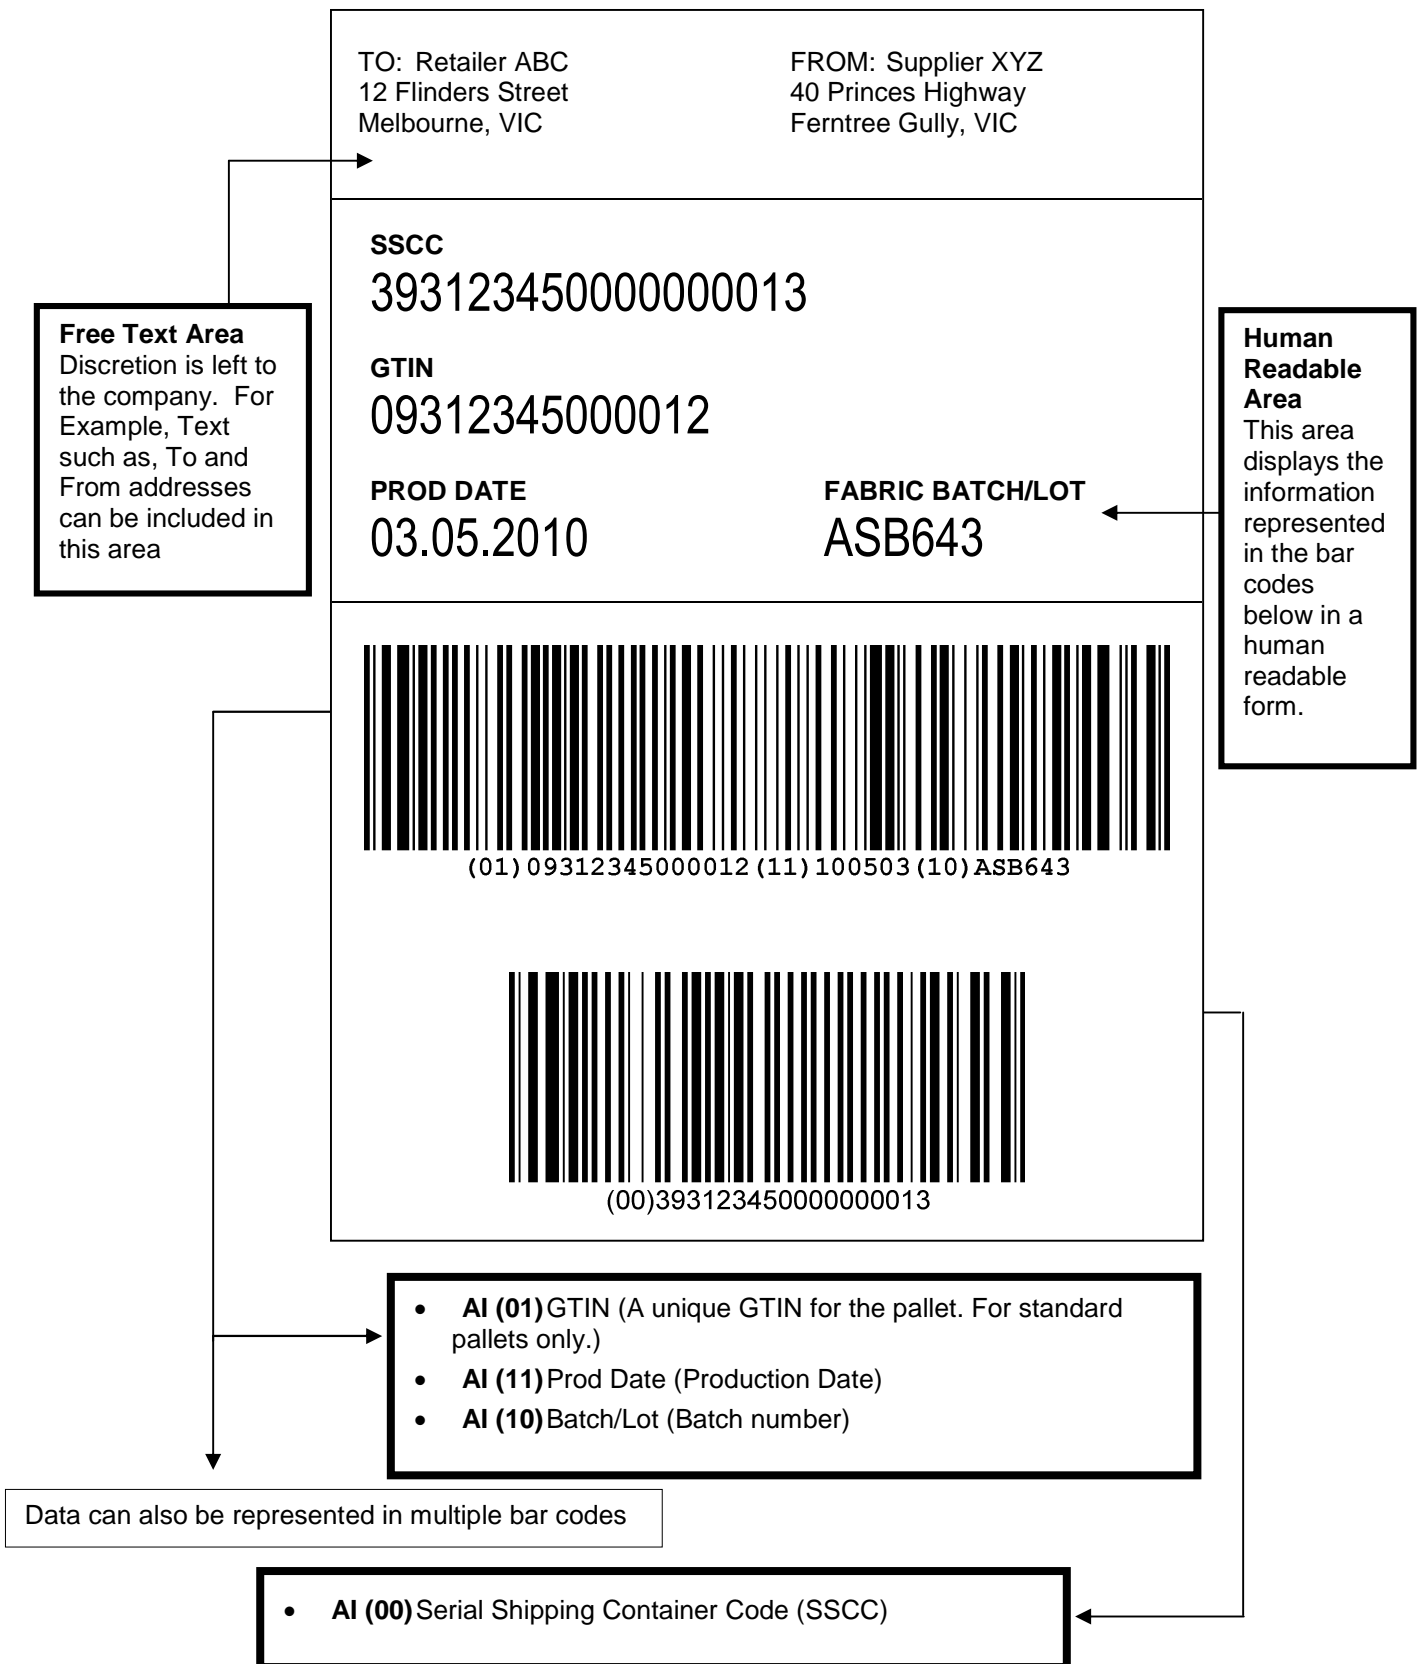 TO: Retailer ABC
12 Flinders Street
Melbourne, VIC
FROM: Supplier XYZ
40 Princes Highway
Ferntree Gully, VIC
SSCC
393123450000000013
GTIN
09312345000012
PROD DATE
03.05.2010
FABRIC BATCH/LOT
ASB643
Free Text Area
Discretion is left to
the company. For
Example, Text
such as, To and
From addresses
can be included in
this area
Human
Readable
Area
This area
displays the
information
represented
in the bar
codes
below in a
human
readable
form.
(01)09312345000012(11)100503(10)ASB643
(00)393123450000000013
• AI (01) GTIN (A unique GTIN for the pallet. For standard
pallets only.)
• AI (11) Prod Date (Production Date)
• AI (10) Batch/Lot (Batch number)
Data can also be represented in multiple bar codes
• AI (00) Serial Shipping Container Code (SSCC)